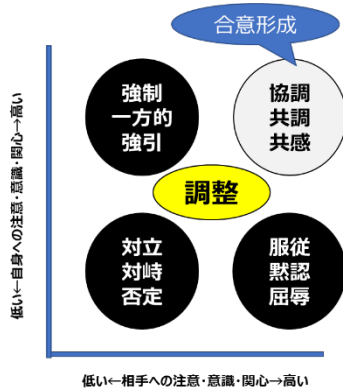 合意形成
強制
一方的
強引
協調
共調
共感
調整
対立
対峙
否定
服従
黙認
屈辱
低い←自身への注意・意識・関心→高い
低い←相手への注意・意識・関心→高い